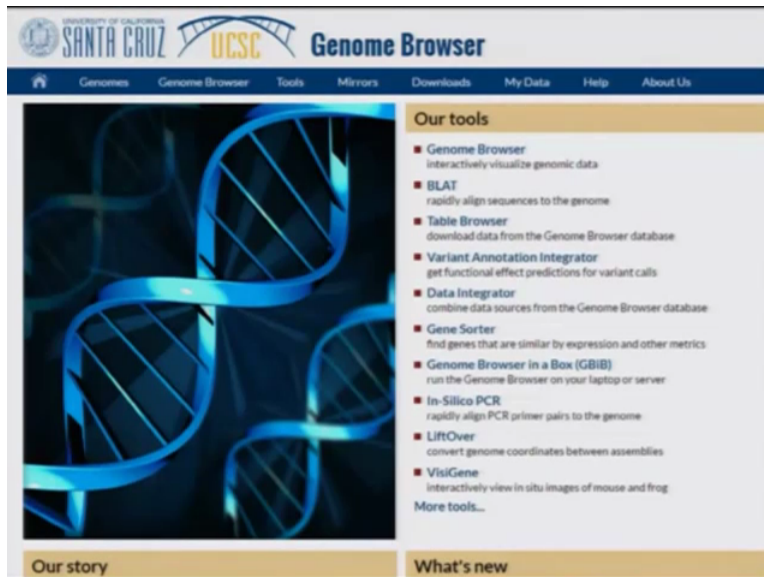 UNIVERSITY OF CALIFORNIA
SANTA CRUZ
UCSC
Genome Browser
Genomes Genome Browser Tools Mirrors Downloads My Data Help About Us
Our tools
Genome Browser
interactively visualize genomic data
BLAT
rapidly align sequences to the genome
Table Browser
download data from the Genome Browser database
Variant Annotation Integrator
get functional effect predictions for variant calls
Data Integrator
combine data sources from the Genome Browser database
Gene Sorter
find genes that are similar by expression and other metrics
Genome Browser in a Box (GBiB)
run the Genome Browser on your laptop or server
In-Silico PCR
rapidly align PCR primer pairs to the genome
LiftOver
convert genome coordinates between assemblies
VisiGene
interactively view in situ images of mouse and frog
More tools...
Our story
What's new